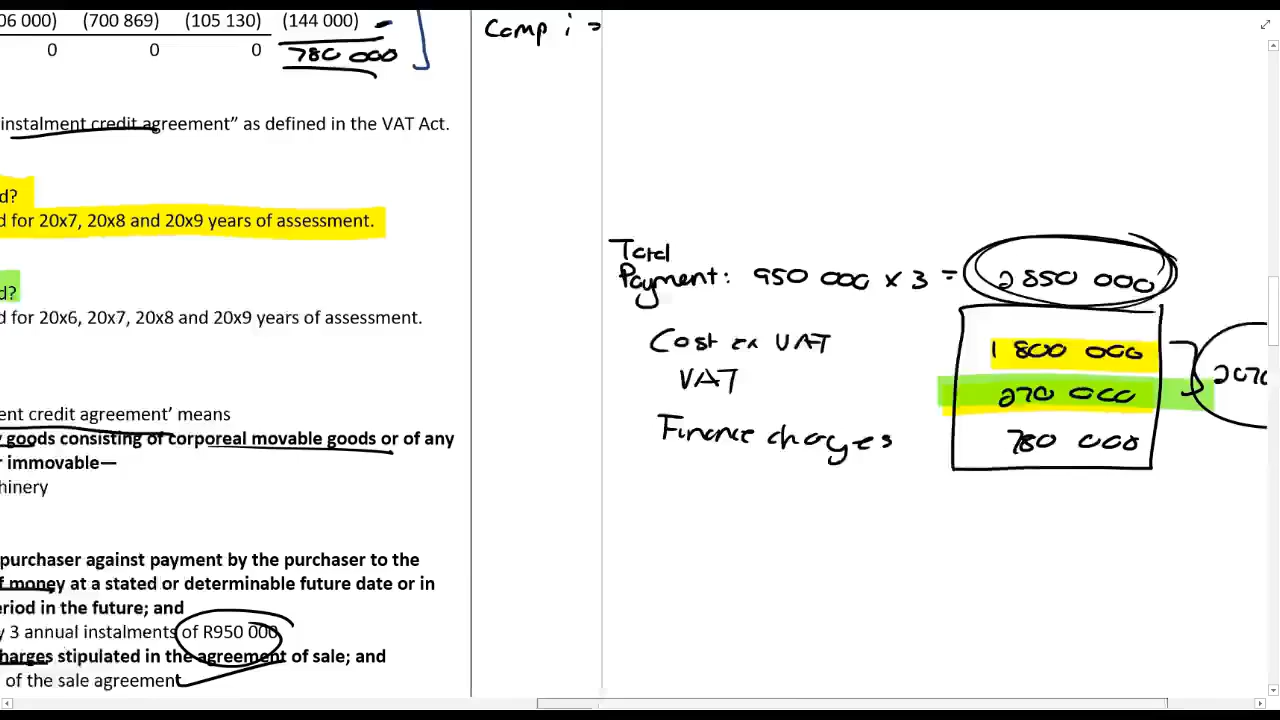 06 000) (700 869) (105 130) (144 000)
0 0 0 780 000
instalment credit agreement” as defined in the VAT Act.
d?
d for 20x7, 20x8 and 20x9 years of assessment.
d?
d for 20x6, 20x7, 20x8 and 20x9 years of assessment.
ent credit agreement’ means
goods consisting of corporeal movable goods or of any
r immovable—
hinery
purchaser against payment by the purchaser to the
f money at a stated or determinable future date or in
eriod in the future; and
y 3 annual instalments of R950 000
harges stipulated in the agreement of sale; and
of the sale agreement
Comp i =
Total
Payment: 950 000 x 3 = 2 850 000
Cost ex VAT 1 800 000
VAT 270 000
2070
Finance charges 780 000